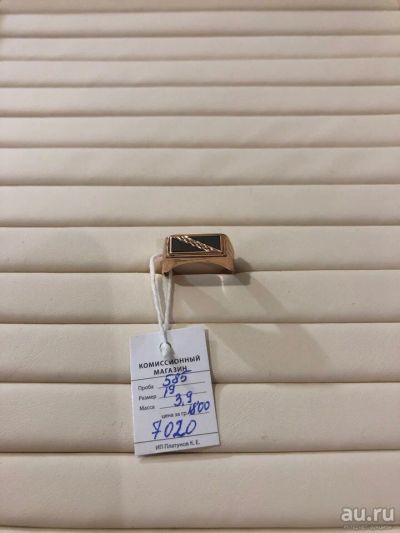 КОМИССИОННЫЙ
МАГАЗИН
Проба 585
Размер 19
Масса 3,9
цена за гр. 1800
7020
ИП Платунов К. Е.
au.ru